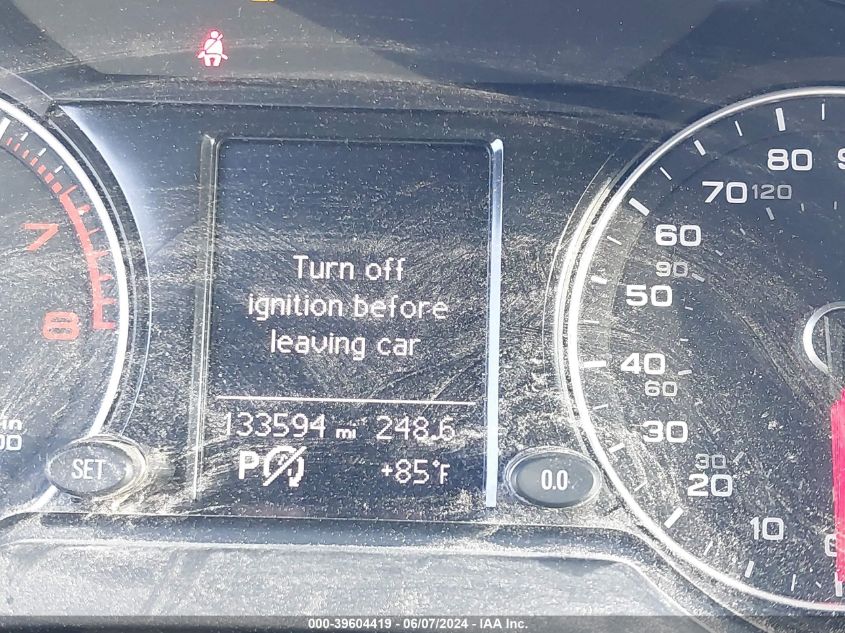 Turn off
ignition before
leaving car
133594 mi 248.6
P +85°F
SET
0.0
7
8
80
70 120
60
90
50
40
60
30
30
20
10
000-39604419 - 06/07/2024 - IAA Inc.